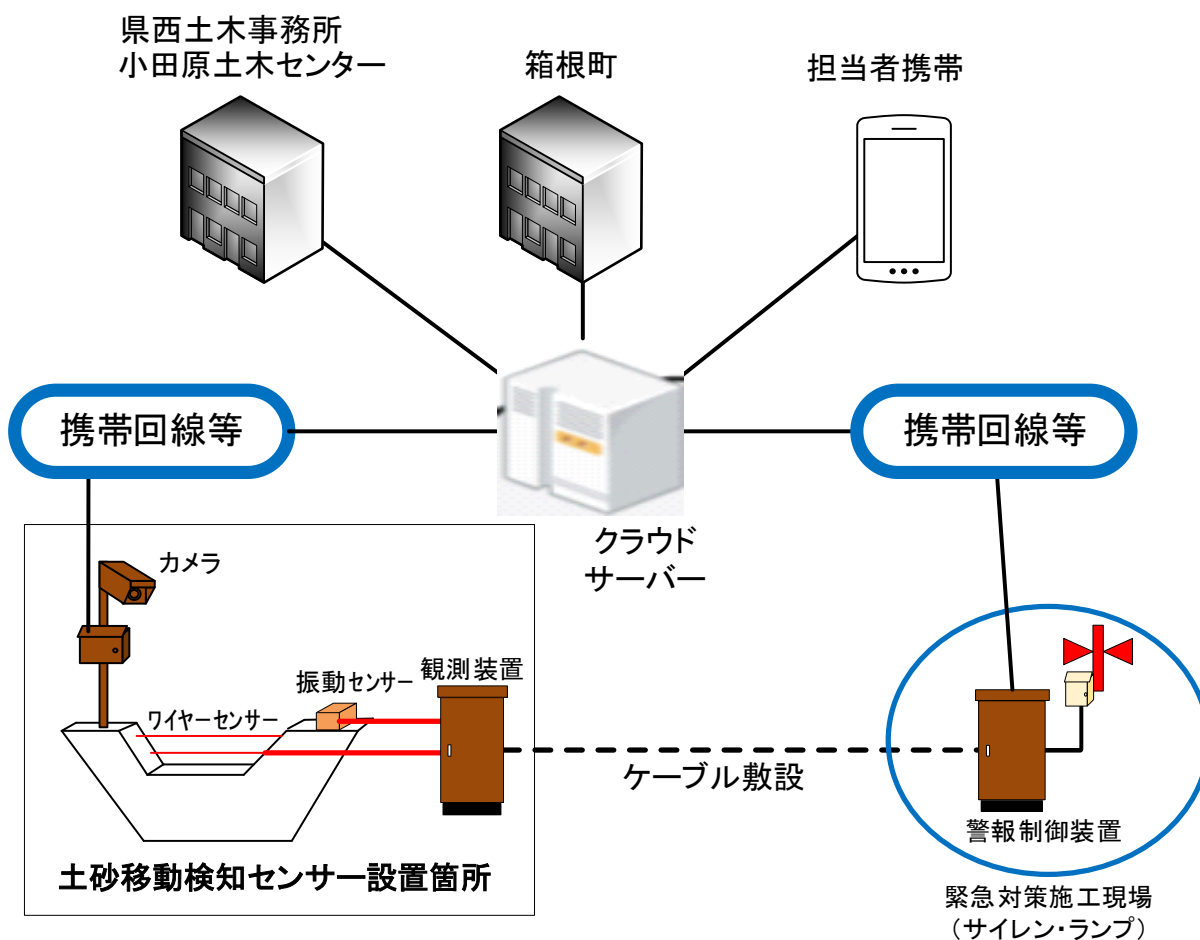 県西土木事務所
小田原土木センター
箱根町
担当者携帯
携帯回線等
携帯回線等
クラウド
サーバー
カメラ
振動センサー
観測装置
ワイヤーセンサー
ケーブル敷設
警報制御装置
土砂移動検知センサー設置箇所
緊急対策施工現場
（サイレン・ランプ）